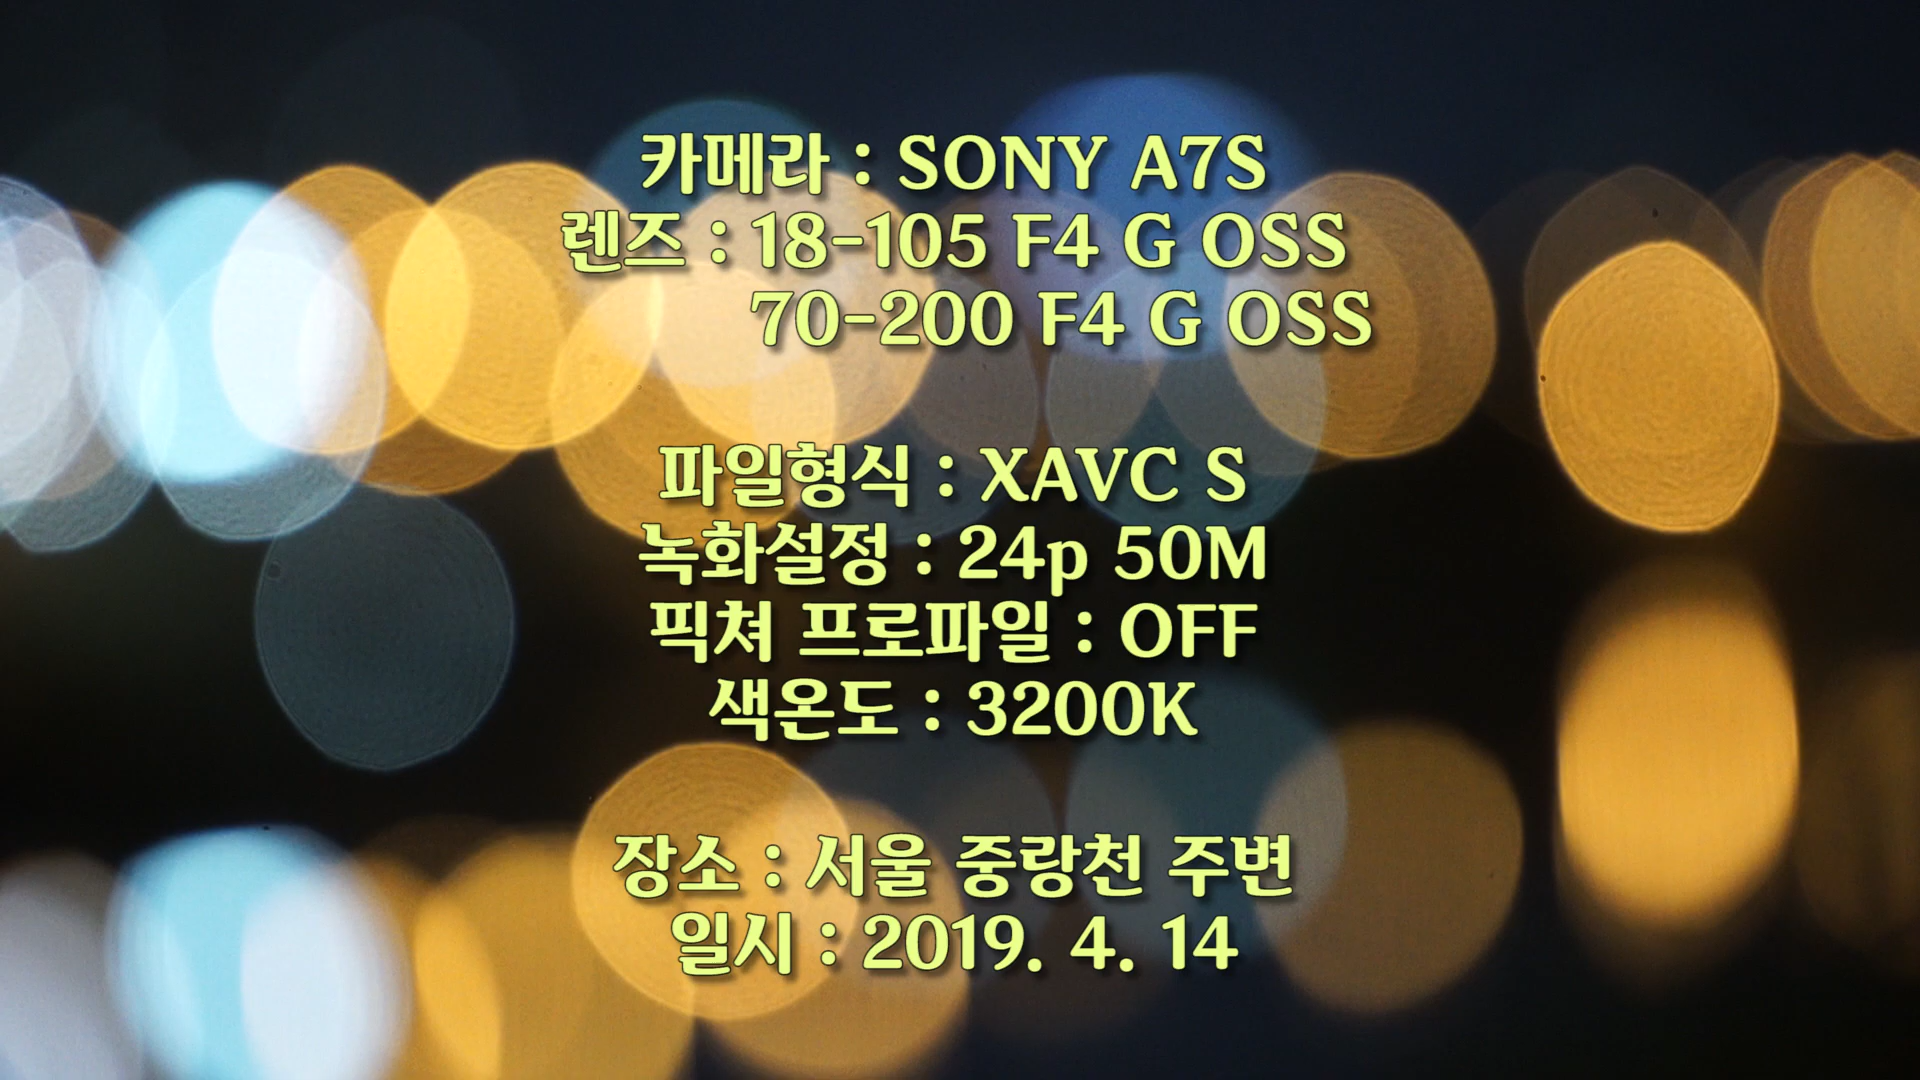 카메라 : SONY A7S
렌즈 : 18-105 F4 G OSS
70-200 F4 G OSS
파일형식 : XAVC S
녹화설정 : 24p 50M
픽쳐 프로파일 : OFF
색온도 : 3200K
장소 : 서울 중랑천 주변
일시 : 2019. 4. 14